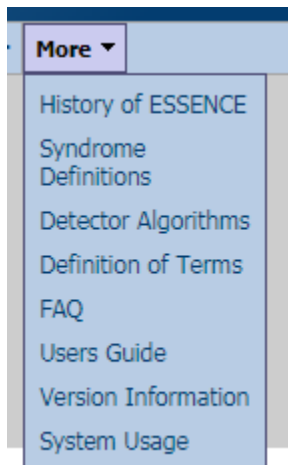 More ▼
History of ESSENCE
Syndrome
Definitions
Detector Algorithms
Definition of Terms
FAQ
Users Guide
Version Information
System Usage